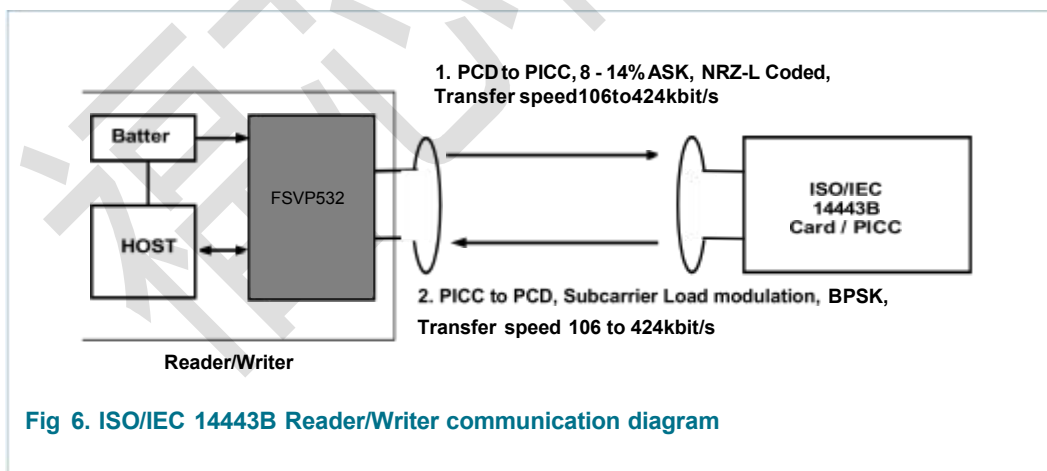 1. PCD to PICC, 8 - 14% ASK, NRZ-L Coded,
Transfer speed106to424kbit/s
Batter
FSVP532
HOST
ISO/IEC
14443B
Card / PICC
2. PICC to PCD, Subcarrier Load modulation, BPSK,
Transfer speed 106 to 424kbit/s
Reader/Writer
Fig 6. ISO/IEC 14443B Reader/Writer communication diagram